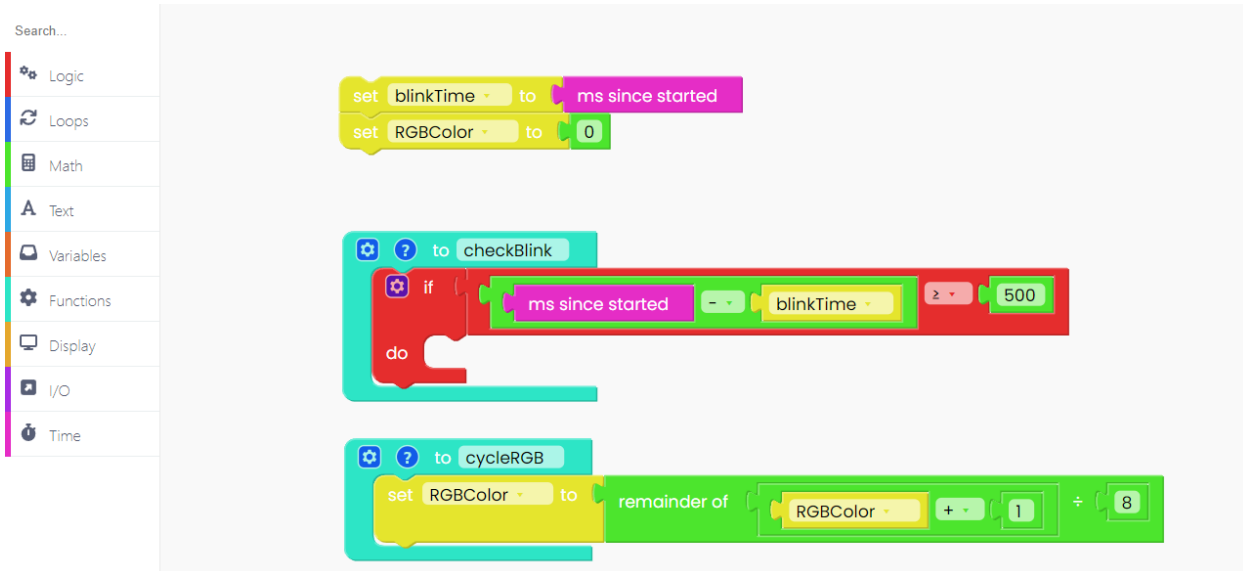 Search...
Logic
Loops
Math
Text
Variables
Functions
Display
I/O
Time
set blinkTime to ms since started
set RGBColor to 0
? to checkBlink
if ms since started - blinkTime ≥ 500
do
? to cycleRGB
set RGBColor to remainder of RGBColor + 1 ÷ 8